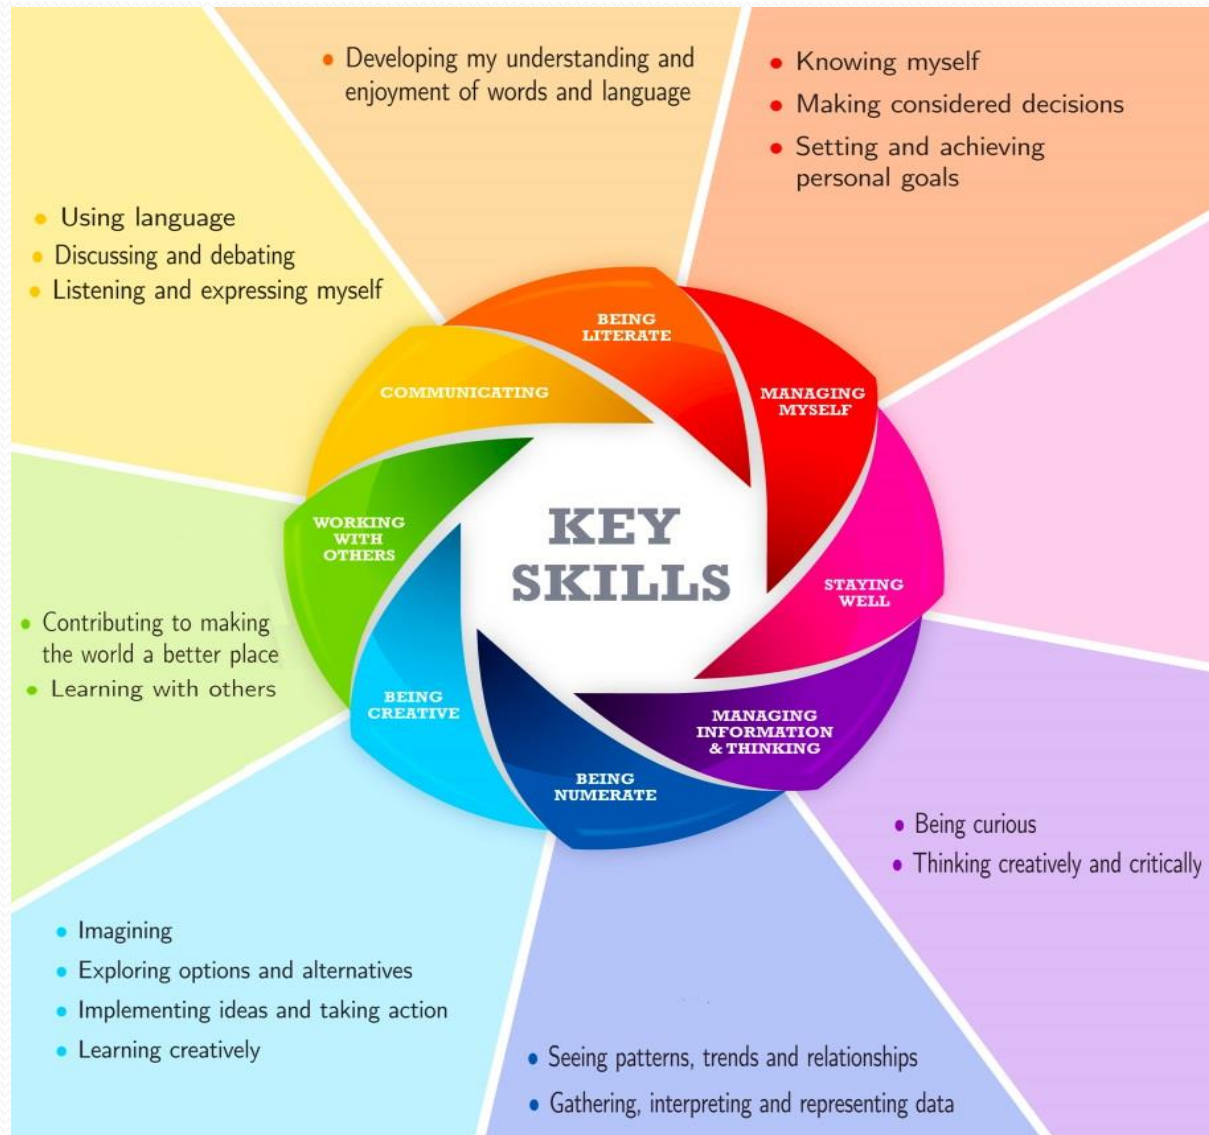 Developing my understanding and
enjoyment of words and language
Knowing myself
Making considered decisions
Setting and achieving
personal goals
Using language
Discussing and debating
Listening and expressing myself
BEING
LITERATE
COMMUNICATING
MANAGING
MYSELF
WORKING
WITH
OTHERS
KEY
SKILLS
STAYING
WELL
BEING
CREATIVE
MANAGING
INFORMATION
& THINKING
BEING
NUMERATE
Contributing to making
the world a better place
Learning with others
Being curious
Thinking creatively and critically
Imagining
Exploring options and alternatives
Implementing ideas and taking action
Learning creatively
Seeing patterns, trends and relationships
Gathering, interpreting and representing data